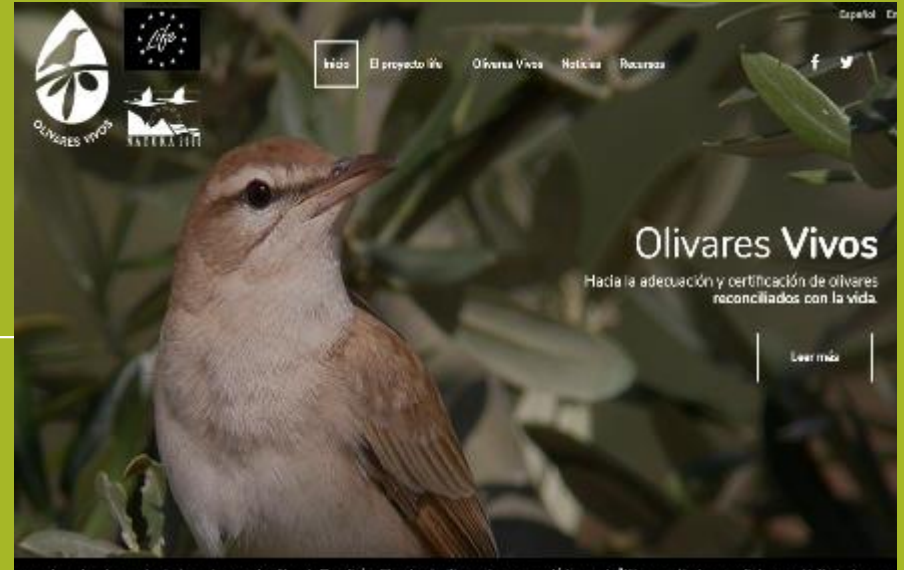 Español
OLIVARES VIVOS
life
NATURA 2000
Inicio El proyecto life Olivares Vivos Noticias Recursos
Olivares Vivos
Hacia la adecuación y certificación de olivares
reconciliados con la vida.
Leer más